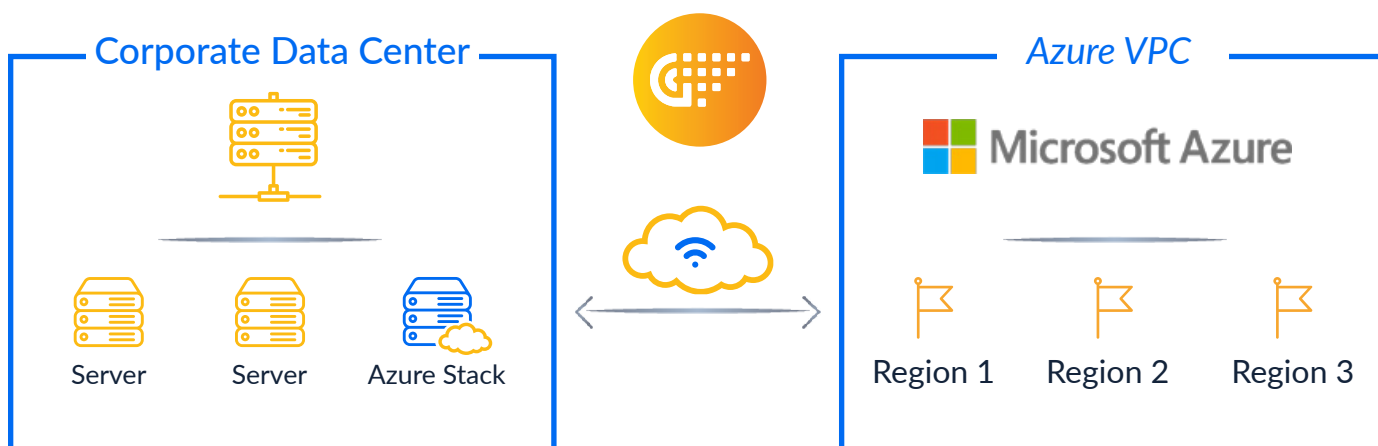 Corporate Data Center
Azure VPC
Microsoft Azure
Server
Server
Azure Stack
Region 1
Region 2
Region 3